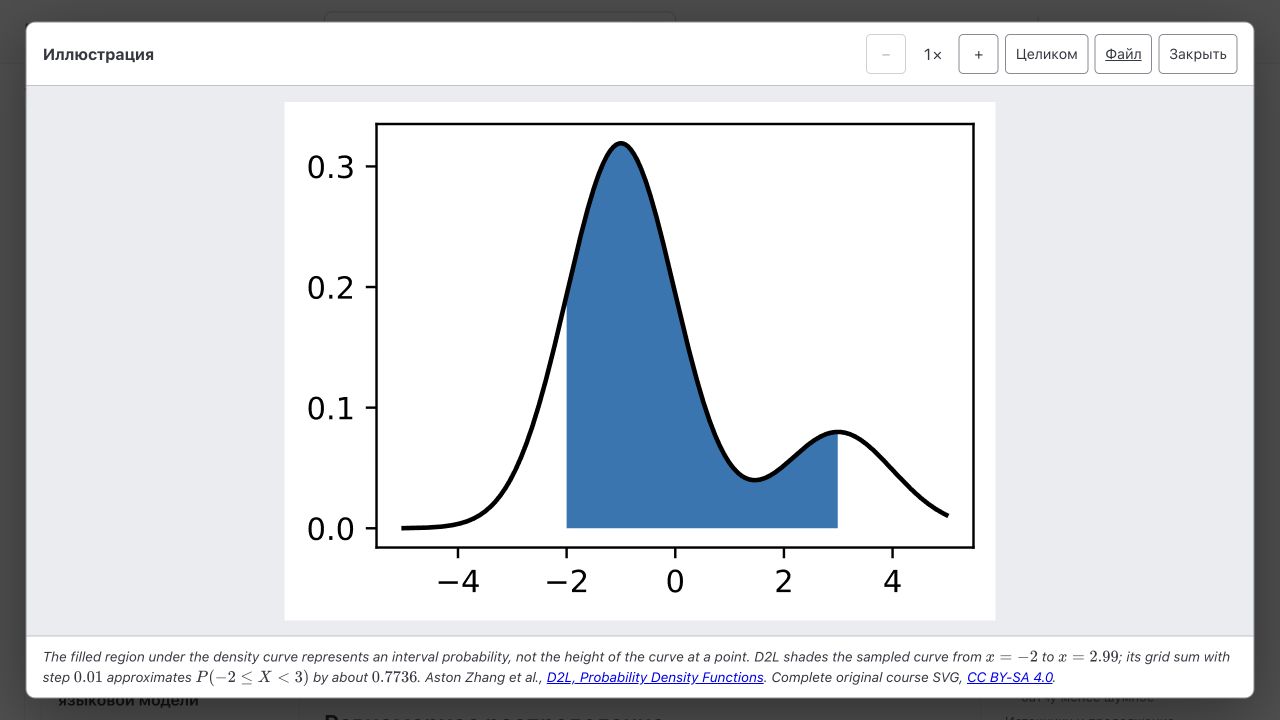 Иллюстрация
−
1×
+
Целиком
Файл
Закрыть
0.3
0.2
0.1
0.0
−4 −2 0 2 4
The filled region under the density curve represents an interval probability, not the height of the curve at a point. D2L shades the sampled curve from x = −2 to x = 2.99; its grid sum with
step 0.01 approximates P(−2 ≤ X < 3) by about 0.7736. Aston Zhang et al., D2L, Probability Density Functions. Complete original course SVG, CC BY-SA 4.0.
языковой модели